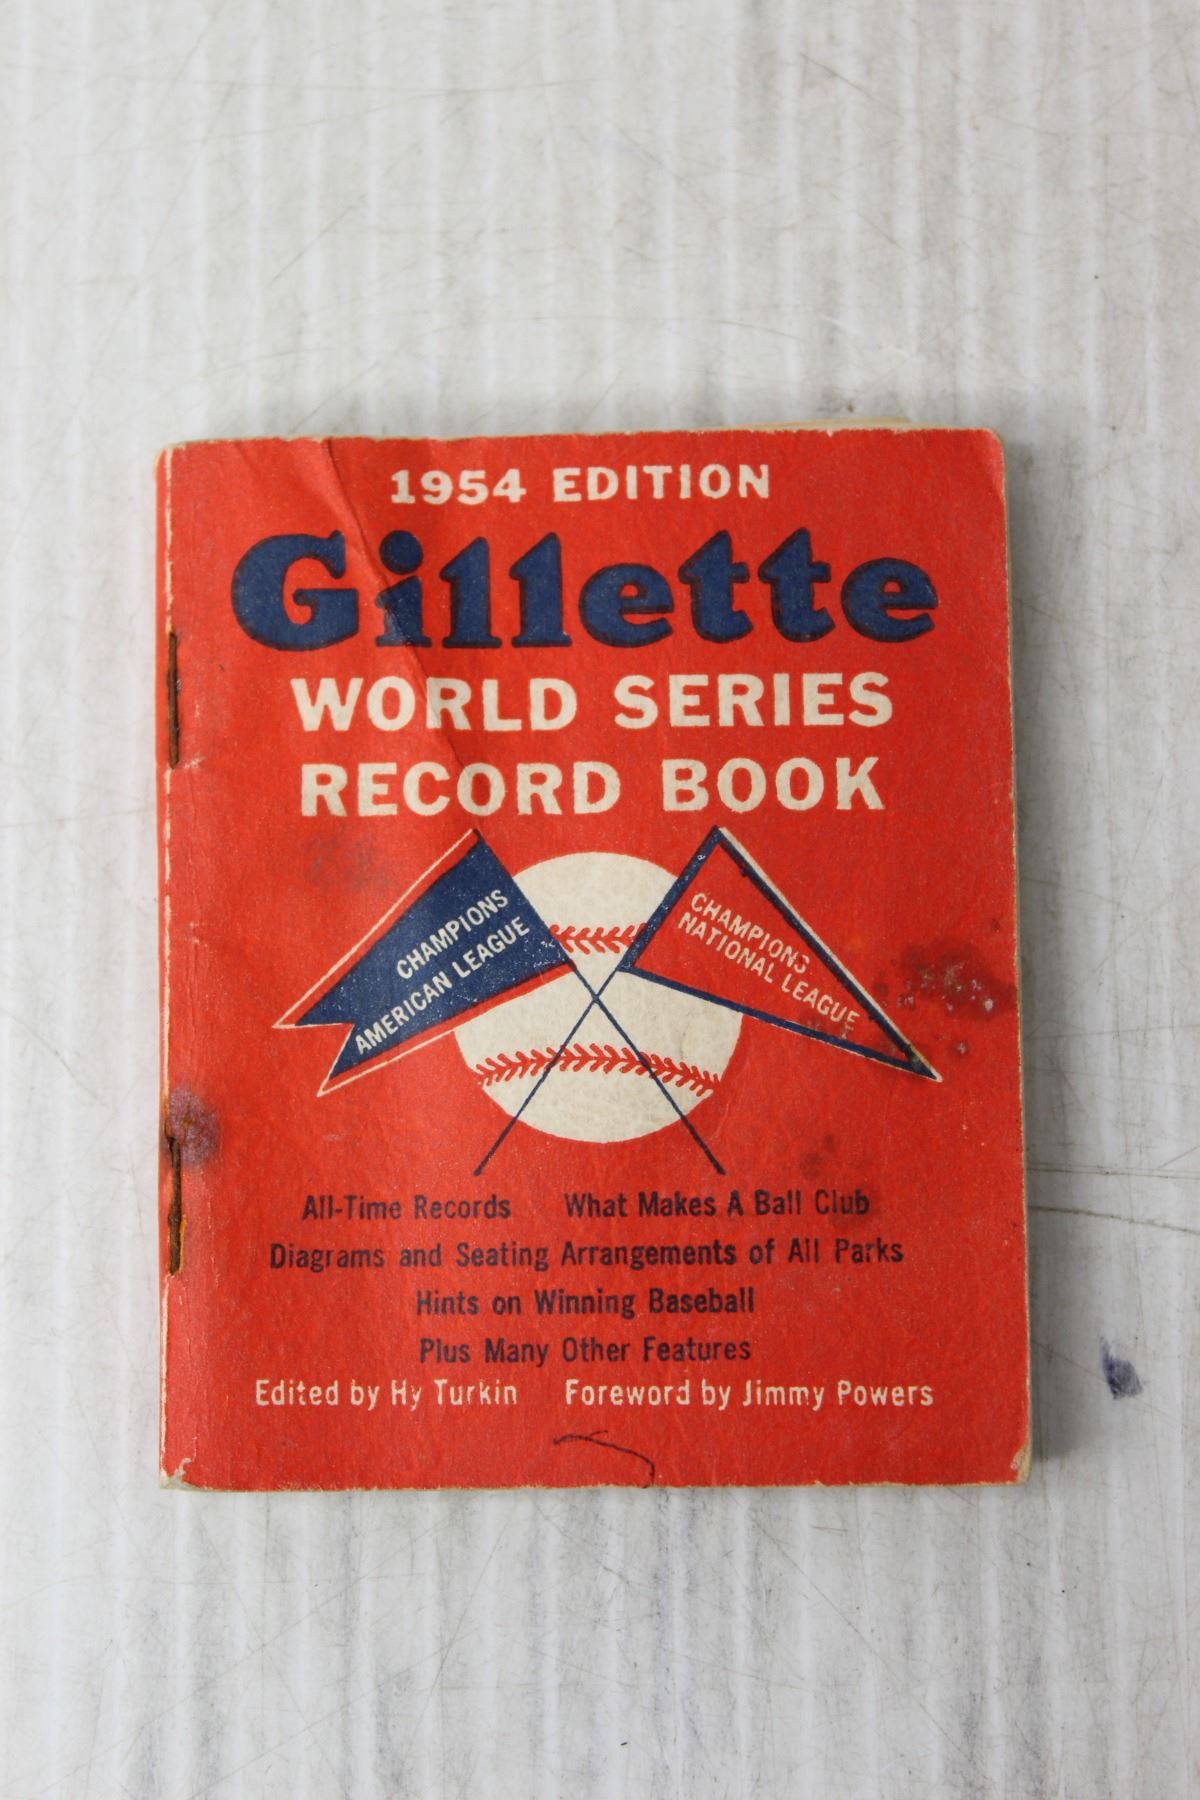 1954 EDITION
Gillette
WORLD SERIES
RECORD BOOK
CHAMPIONS
AMERICAN LEAGUE
CHAMPIONS
NATIONAL LEAGUE
All-Time Records What Makes A Ball Club
Diagrams and Seating Arrangements of All Parks
Hints on Winning Baseball
Plus Many Other Features
Edited by Hy Turkin Foreword by Jimmy Powers